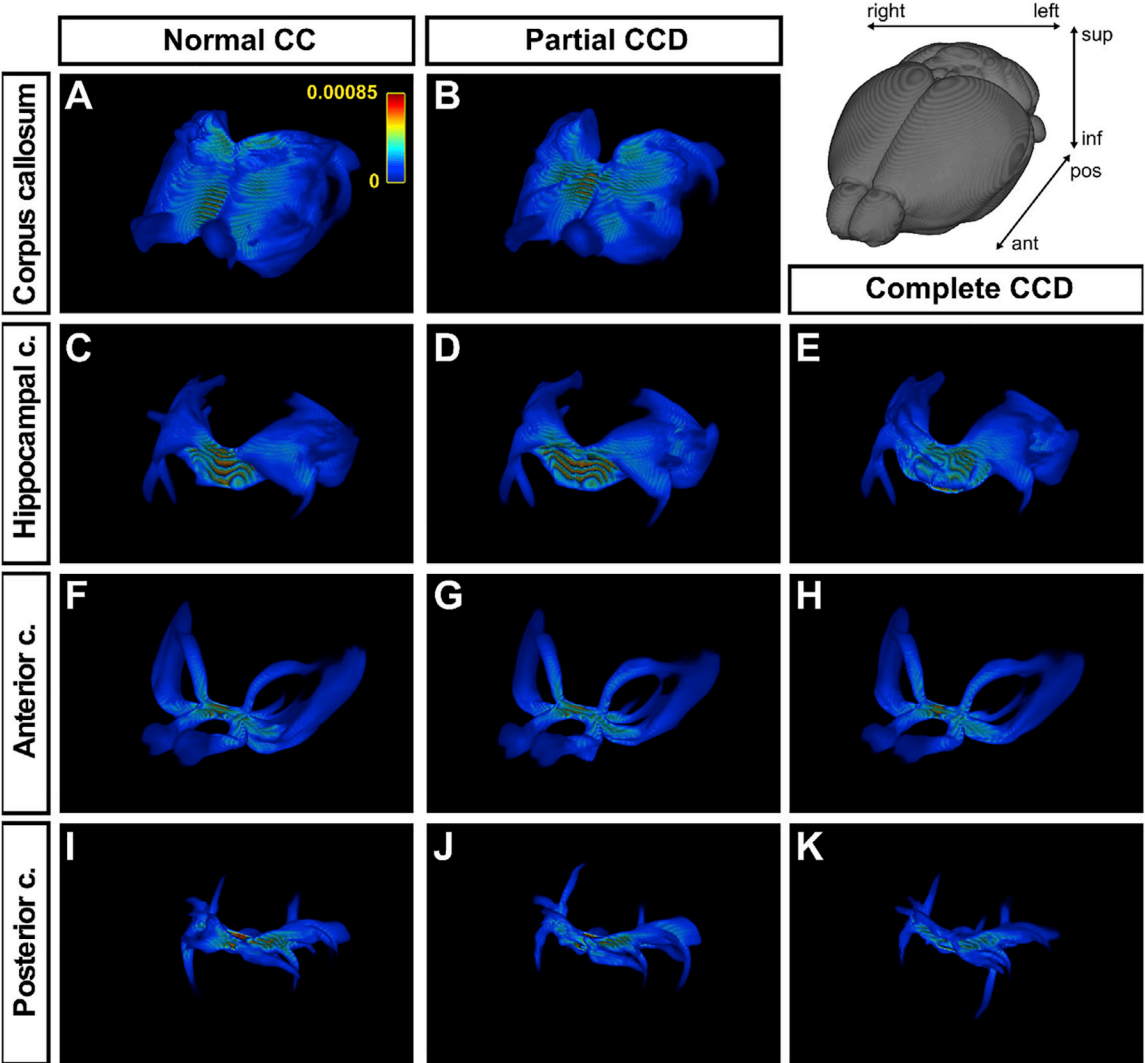 Normal CC
Partial CCD
right
left
sup
inf
pos
ant
Corpus callosum
A
0.00085
0
B
Complete CCD
Hippocampal c.
C
D
E
Anterior c.
F
G
H
Posterior c.
I
J
K